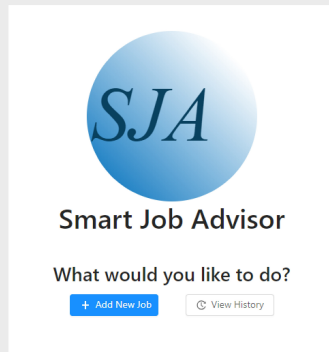 SJA
Smart Job Advisor
What would you like to do?
+ Add New Job
View History